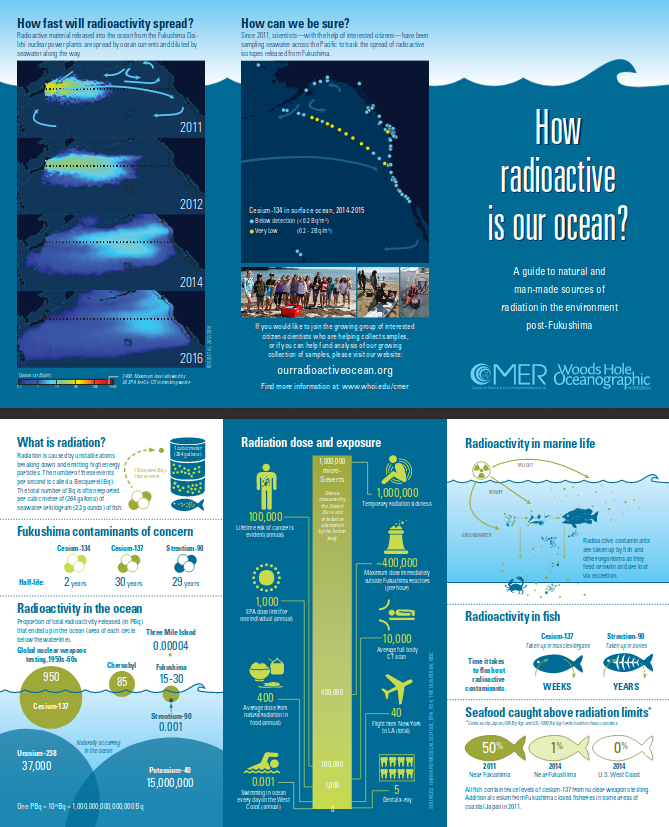 How fast will radioactivity spread?
Radioactive material released into the ocean from the Fukushima Dai-
Ichi nuclear power plants are spread by ocean currents and diluted by
seawater along the way.
2011
2012
2014
2016
How can we be sure?
Since 2011, scientists—with the help of interested citizens—have been
sampling seawater across the Pacific to track the spread of radioactive
isotopes released from Fukushima.
Cesium-134 in surface ocean, 2014-2015
Below detection (<0.2 Bq/m³)
Very Low (0.2 - 2 Bq/m³)
If you would like to join the growing group of interested
citizen-scientists who are helping collect samples,
or if you can help fund analysis of our growing
collection of samples, please visit our website:
ourradioactiveocean.org
Find more information at: www.whoi.edu/cmer
How
radioactive
is our ocean?
A guide to natural and
man-made sources of
radiation in the environment
post-Fukushima
CMER
Woods Hole
Oceanographic
INSTITUTION
What is radiation?
Radiation is caused by unstable atoms
breaking down and emitting high energy
particles. The number of these events
per second is called a Becquerel (Bq).
The total number of Bq is often reported
per cubic meter (264 gallons) of
seawater or kilogram (2.2 pounds) of fish.
1 cubic meter
(264 gallons)
Fukushima contaminants of concern
Cesium-134
Cesium-137
Strontium-90
Half-life:
2 years
30 years
29 years
Radioactivity in the ocean
Proportion of total radioactivity released (in PBq)
that ended up in the ocean (area of each circle
below the waterline).
Global nuclear weapons
testing, 1950s-60s
950
Cesium-137
Chernobyl
85
Three Mile Island
0.00004
Fukushima
15-30
Strontium-90
0.001
Uranium-238
37,000
Naturally occurring
in the ocean
Potassium-40
15,000,000
One PBq = 10¹⁵Bq = 1,000,000,000,000,000 Bq
Radiation dose and exposure
1,000,000
micro-
Sieverts
100,000
Lifetime risk of cancer is
evident (annual)
1,000
EPA dose limit for
one individual (annual)
400
Average dose from
natural radiation in
food (annual)
0.001
Swimming in ocean
every day on the West
Coast (annual)
400,000
100,000
1,000
0
1,000,000
Temporary radiation sickness
~400,000
Maximum dose immediately
outside Fukushima reactors
(per hour)
10,000
Average full body
CT scan
40
Flight from New York
to LA (total)
5
Dental x-ray
Radioactivity in marine life
FALLOUT
RUNOFF
GROUNDWATER
Radioactive contaminants
are taken up by fish and
other organisms as they
feed or swim and are lost
via excretion.
Radioactivity in fish
Time it takes
to flush out
radioactive
contaminants.
Cesium-137
Taken up in muscles/organs
WEEKS
Strontium-90
Taken up in bones
YEARS
Seafood caught above radiation limits*
50%
2011
Near Fukushima
1%
2014
Near Fukushima
0%
2014
U.S. West Coast
All fish contain trace levels of cesium-137 from nuclear weapons testing.
Additional cesium from Fukushima closed fisheries in some areas of
coastal Japan in 2011.